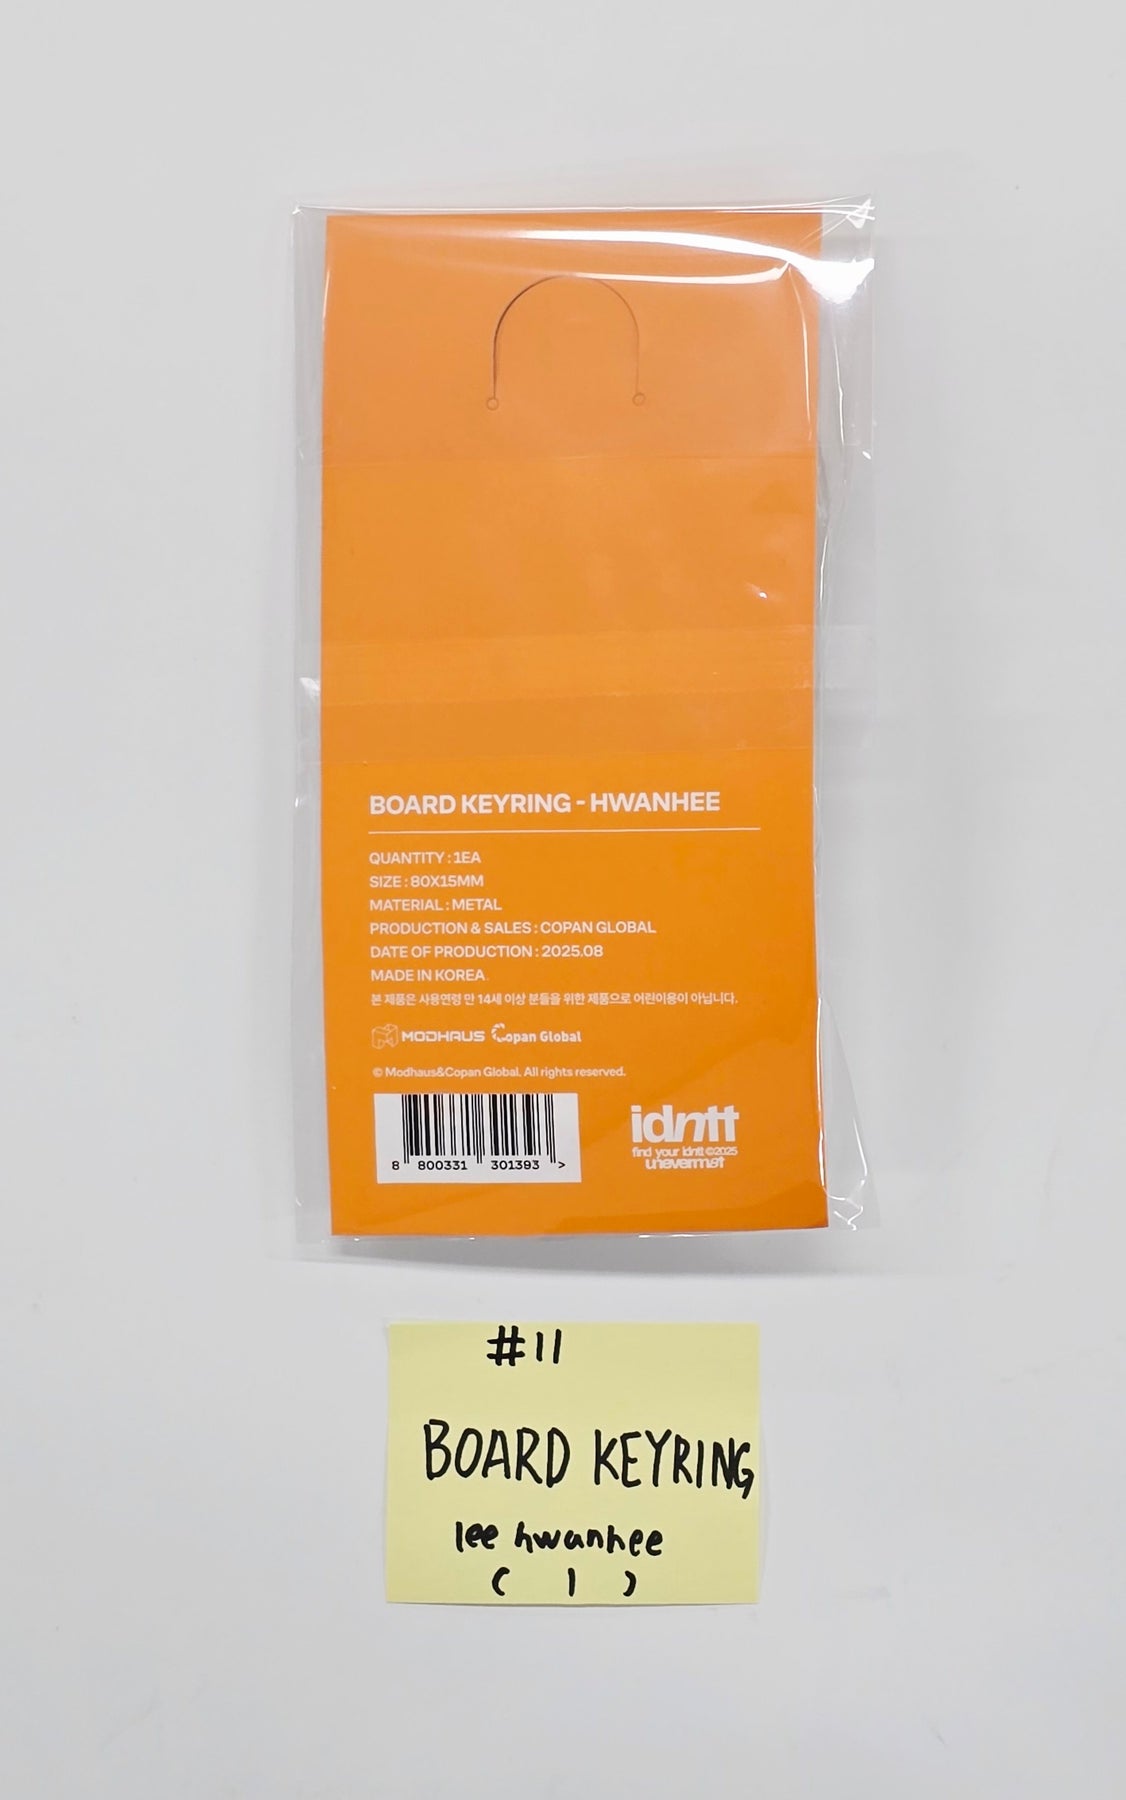 BOARD KEYRING - HWANHEE
QUANTITY : 1EA
SIZE : 80X15MM
MATERIAL : METAL
PRODUCTION & SALES : COPAN GLOBAL
DATE OF PRODUCTION : 2025.08
MADE IN KOREA.
본 제품은 사용연령 만 14세 이상 분들을 위한 제품으로 어린이용이 아닙니다.
MODHAUS Copan Global
© Modhaus&Copan Global. All rights reserved.
8 800331 301393 >
idntt
find your idntt ©2025
unevermet
#11
BOARD KEYRING
lee hwanhee
( 1 )